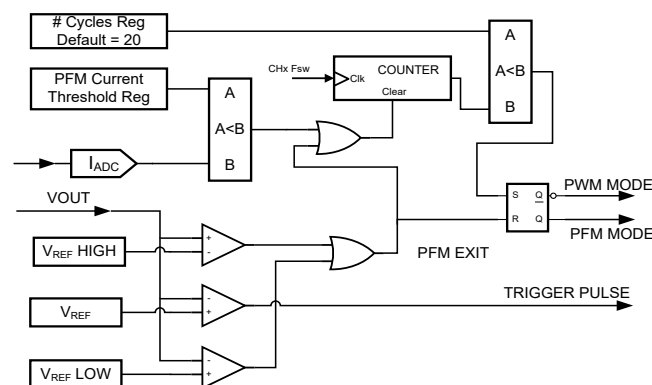 # Cycles Reg
Default = 20
A
A<B
B
PFM Current
Threshold Reg
A
A<B
B
CHx Fsw
Clk
COUNTER
Clear
IADC
VOUT
VREF HIGH
+
-
VREF
-
+
VREF LOW
-
+
S
Q
R
Q
PWM MODE
PFM MODE
PFM EXIT
TRIGGER PULSE